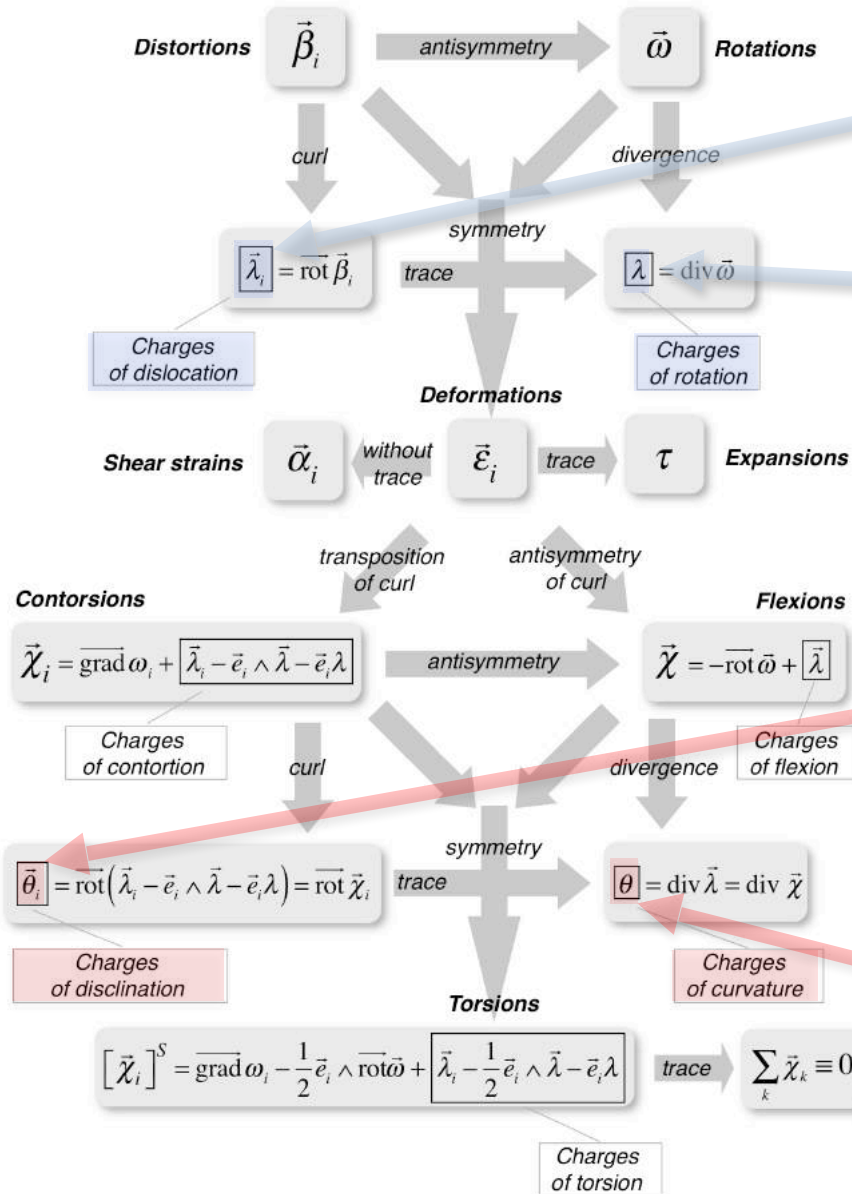 Distortions β⃗ᵢ antisymmetry ω⃗ Rotations
curl divergence
symmetry
λ⃗ᵢ = rot⃗ β⃗ᵢ trace λ = div ω⃗
Charges
of dislocation
Charges
of rotation
Deformations
Shear strains α⃗ᵢ without
trace ε⃗ᵢ trace τ Expansions
transposition
of curl
antisymmetry
of curl
Contorsions Flexions
χ⃗ᵢ = grad⃗ ωᵢ + λ⃗ᵢ − e⃗ᵢ ∧ λ⃗ − e⃗ᵢλ antisymmetry χ⃗ = −rot⃗ ω⃗ + λ⃗
Charges
of contortion
Charges
of flexion
curl divergence
symmetry
θ⃗ᵢ = rot⃗(λ⃗ᵢ − e⃗ᵢ ∧ λ⃗ − e⃗ᵢλ) = rot⃗ χ⃗ᵢ trace θ = div λ⃗ = div χ⃗
Charges
of disclination
Charges
of curvature
Torsions
[χ⃗ᵢ]ˢ = grad⃗ ωᵢ − 1/2 e⃗ᵢ ∧ rot⃗ω⃗ + λ⃗ᵢ − 1/2 e⃗ᵢ ∧ λ⃗ − e⃗ᵢλ trace ∑ₖ χ⃗ₖ ≡ 0
Charges
of torsion